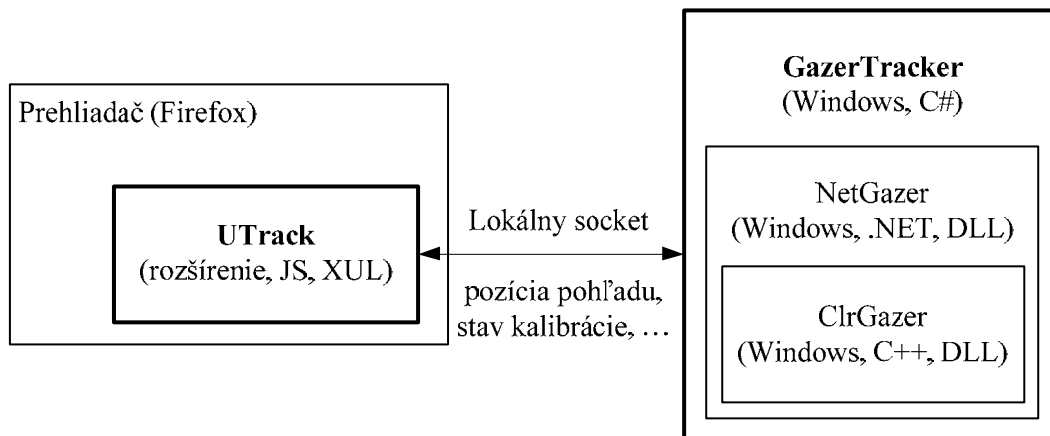 Prehliadač (Firefox)
UTrack
(rozšírenie, JS, XUL)
Lokálny socket
pozícia pohľadu,
stav kalibrácie, …
GazerTracker
(Windows, C#)
NetGazer
(Windows, .NET, DLL)
ClrGazer
(Windows, C++, DLL)